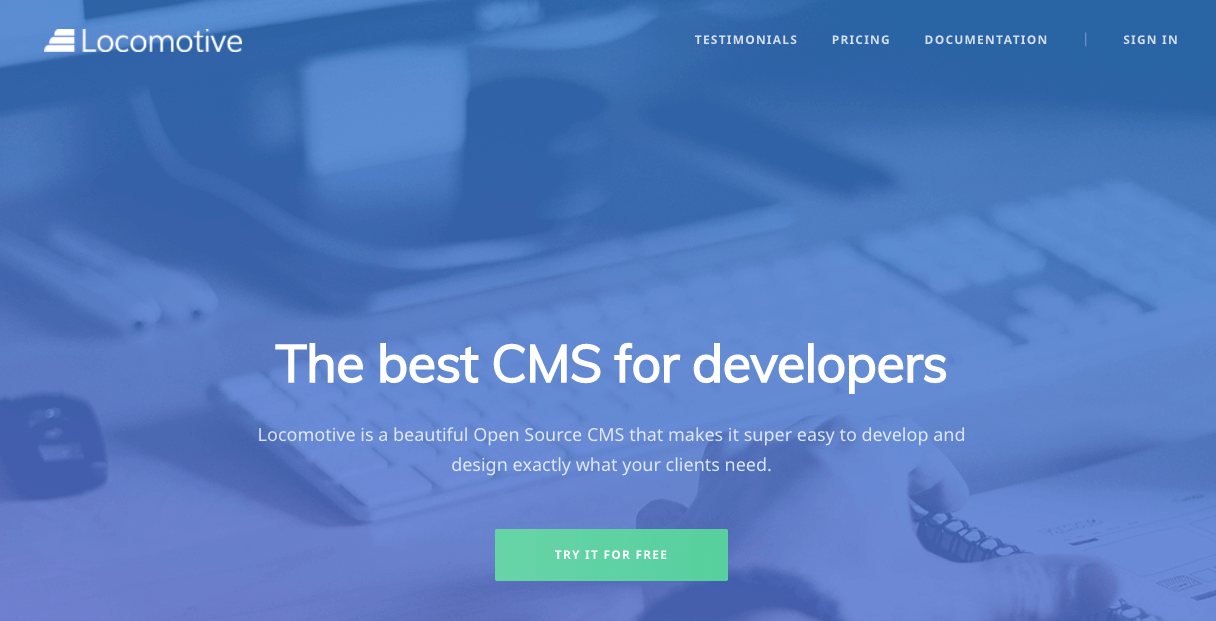 Locomotive
TESTIMONIALS
PRICING
DOCUMENTATION
SIGN IN
The best CMS for developers
Locomotive is a beautiful Open Source CMS that makes it super easy to develop and
design exactly what your clients need.
TRY IT FOR FREE